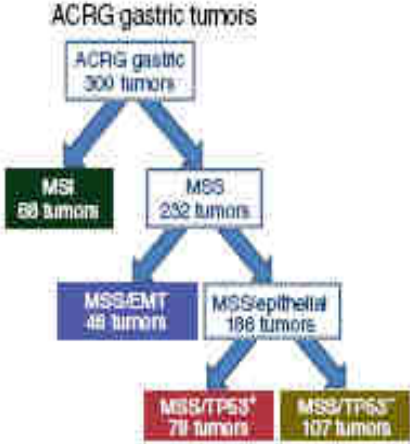 ACRG gastric tumors
ACRG gastric
300 tumors
MSI
68 tumors
MSS
232 tumors
MSS/EMT
46 tumors
MSS/epithelial
186 tumors
MSS/TP53⁺
79 tumors
MSS/TP53⁻
107 tumors